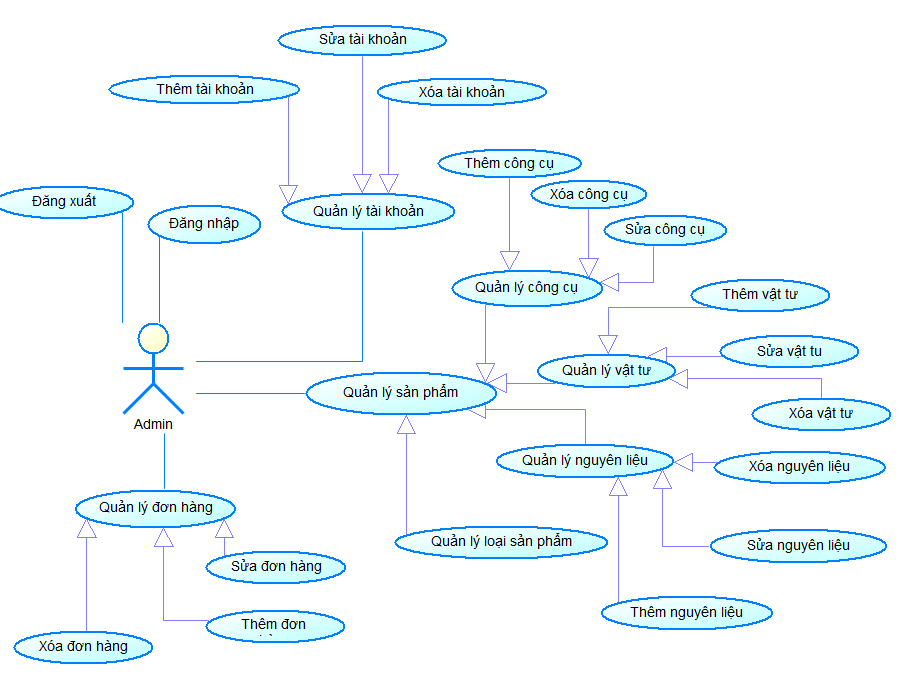 Sửa tài khoản
Thêm tài khoản
Xóa tài khoản
Thêm công cụ
Xóa công cụ
Đăng xuất
Đăng nhập
Quản lý tài khoản
Sửa công cụ
Quản lý công cụ
Thêm vật tư
Sửa vật tu
Quản lý vật tư
Quản lý sản phẩm
Xóa vật tư
Admin
Quản lý nguyên liệu
Xóa nguyên liệu
Quản lý đơn hàng
Quản lý loại sản phẩm
Sửa nguyên liệu
Sửa đơn hàng
Thêm nguyên liệu
Thêm đơn
Xóa đơn hàng